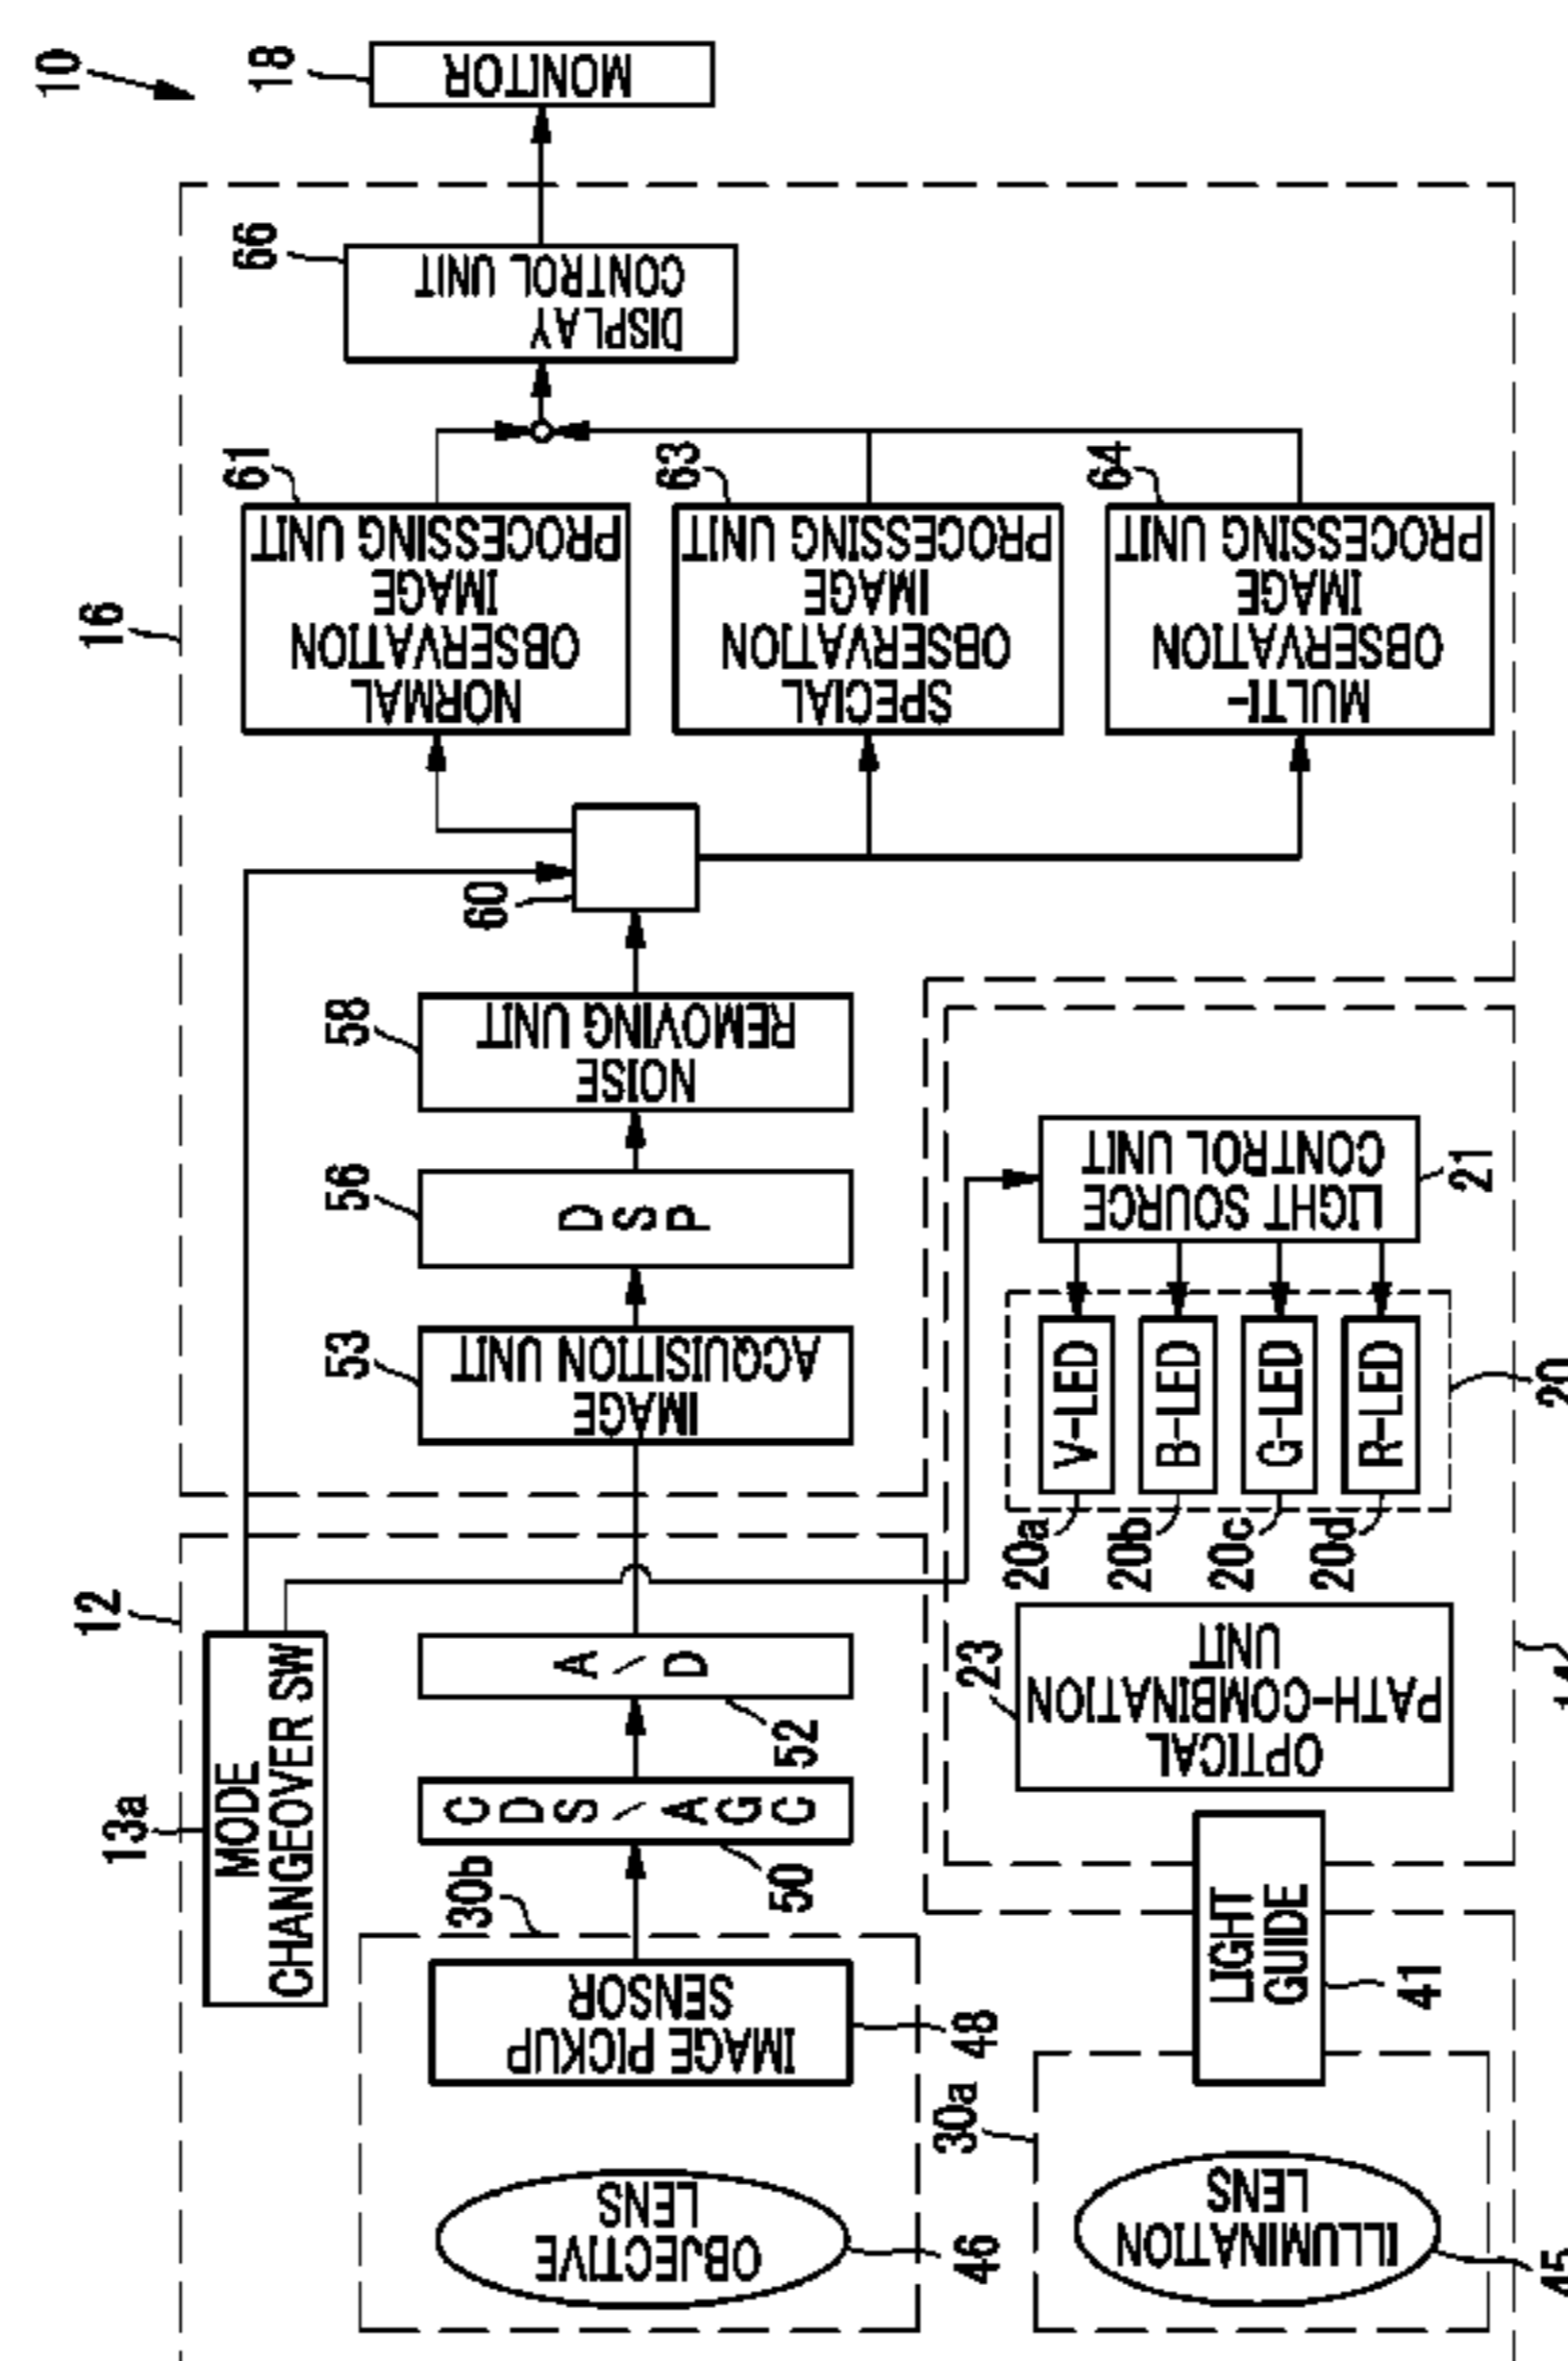 10
18
MONITOR
16
66
DISPLAY
CONTROL UNIT
61
NORMAL
OBSERVATION
IMAGE
PROCESSING UNIT
63
SPECIAL
OBSERVATION
IMAGE
PROCESSING UNIT
64
MULTI-
OBSERVATION
IMAGE
PROCESSING UNIT
60
58
NOISE
REMOVING UNIT
56
DSP
53
IMAGE
ACQUISITION UNIT
LIGHT SOURCE
CONTROL UNIT
21
V-LED
B-LED
G-LED
R-LED
20
20a
20b
20c
20d
12
13a
MODE
CHANGEOVER SW
A/D
52
CDS/AGC
50
23
OPTICAL
PATH-COMBINATION
UNIT
30b
IMAGE PICKUP
SENSOR
48
LIGHT
GUIDE
41
30a
OBJECTIVE
LENS
46
ILLUMINATION
LENS
45